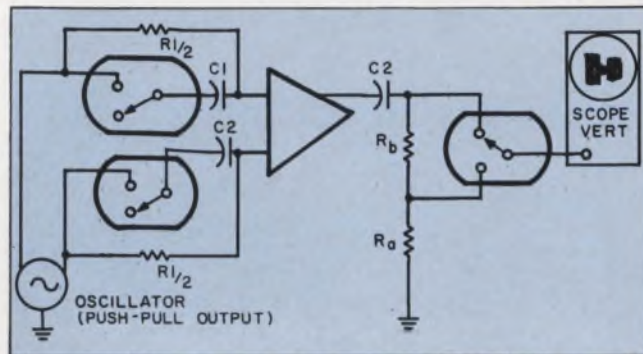 R1/2
C1
C2
C2
SCOPE
VERT
Rb
Ra
R1/2
OSCILLATOR
(PUSH-PULL OUTPUT)